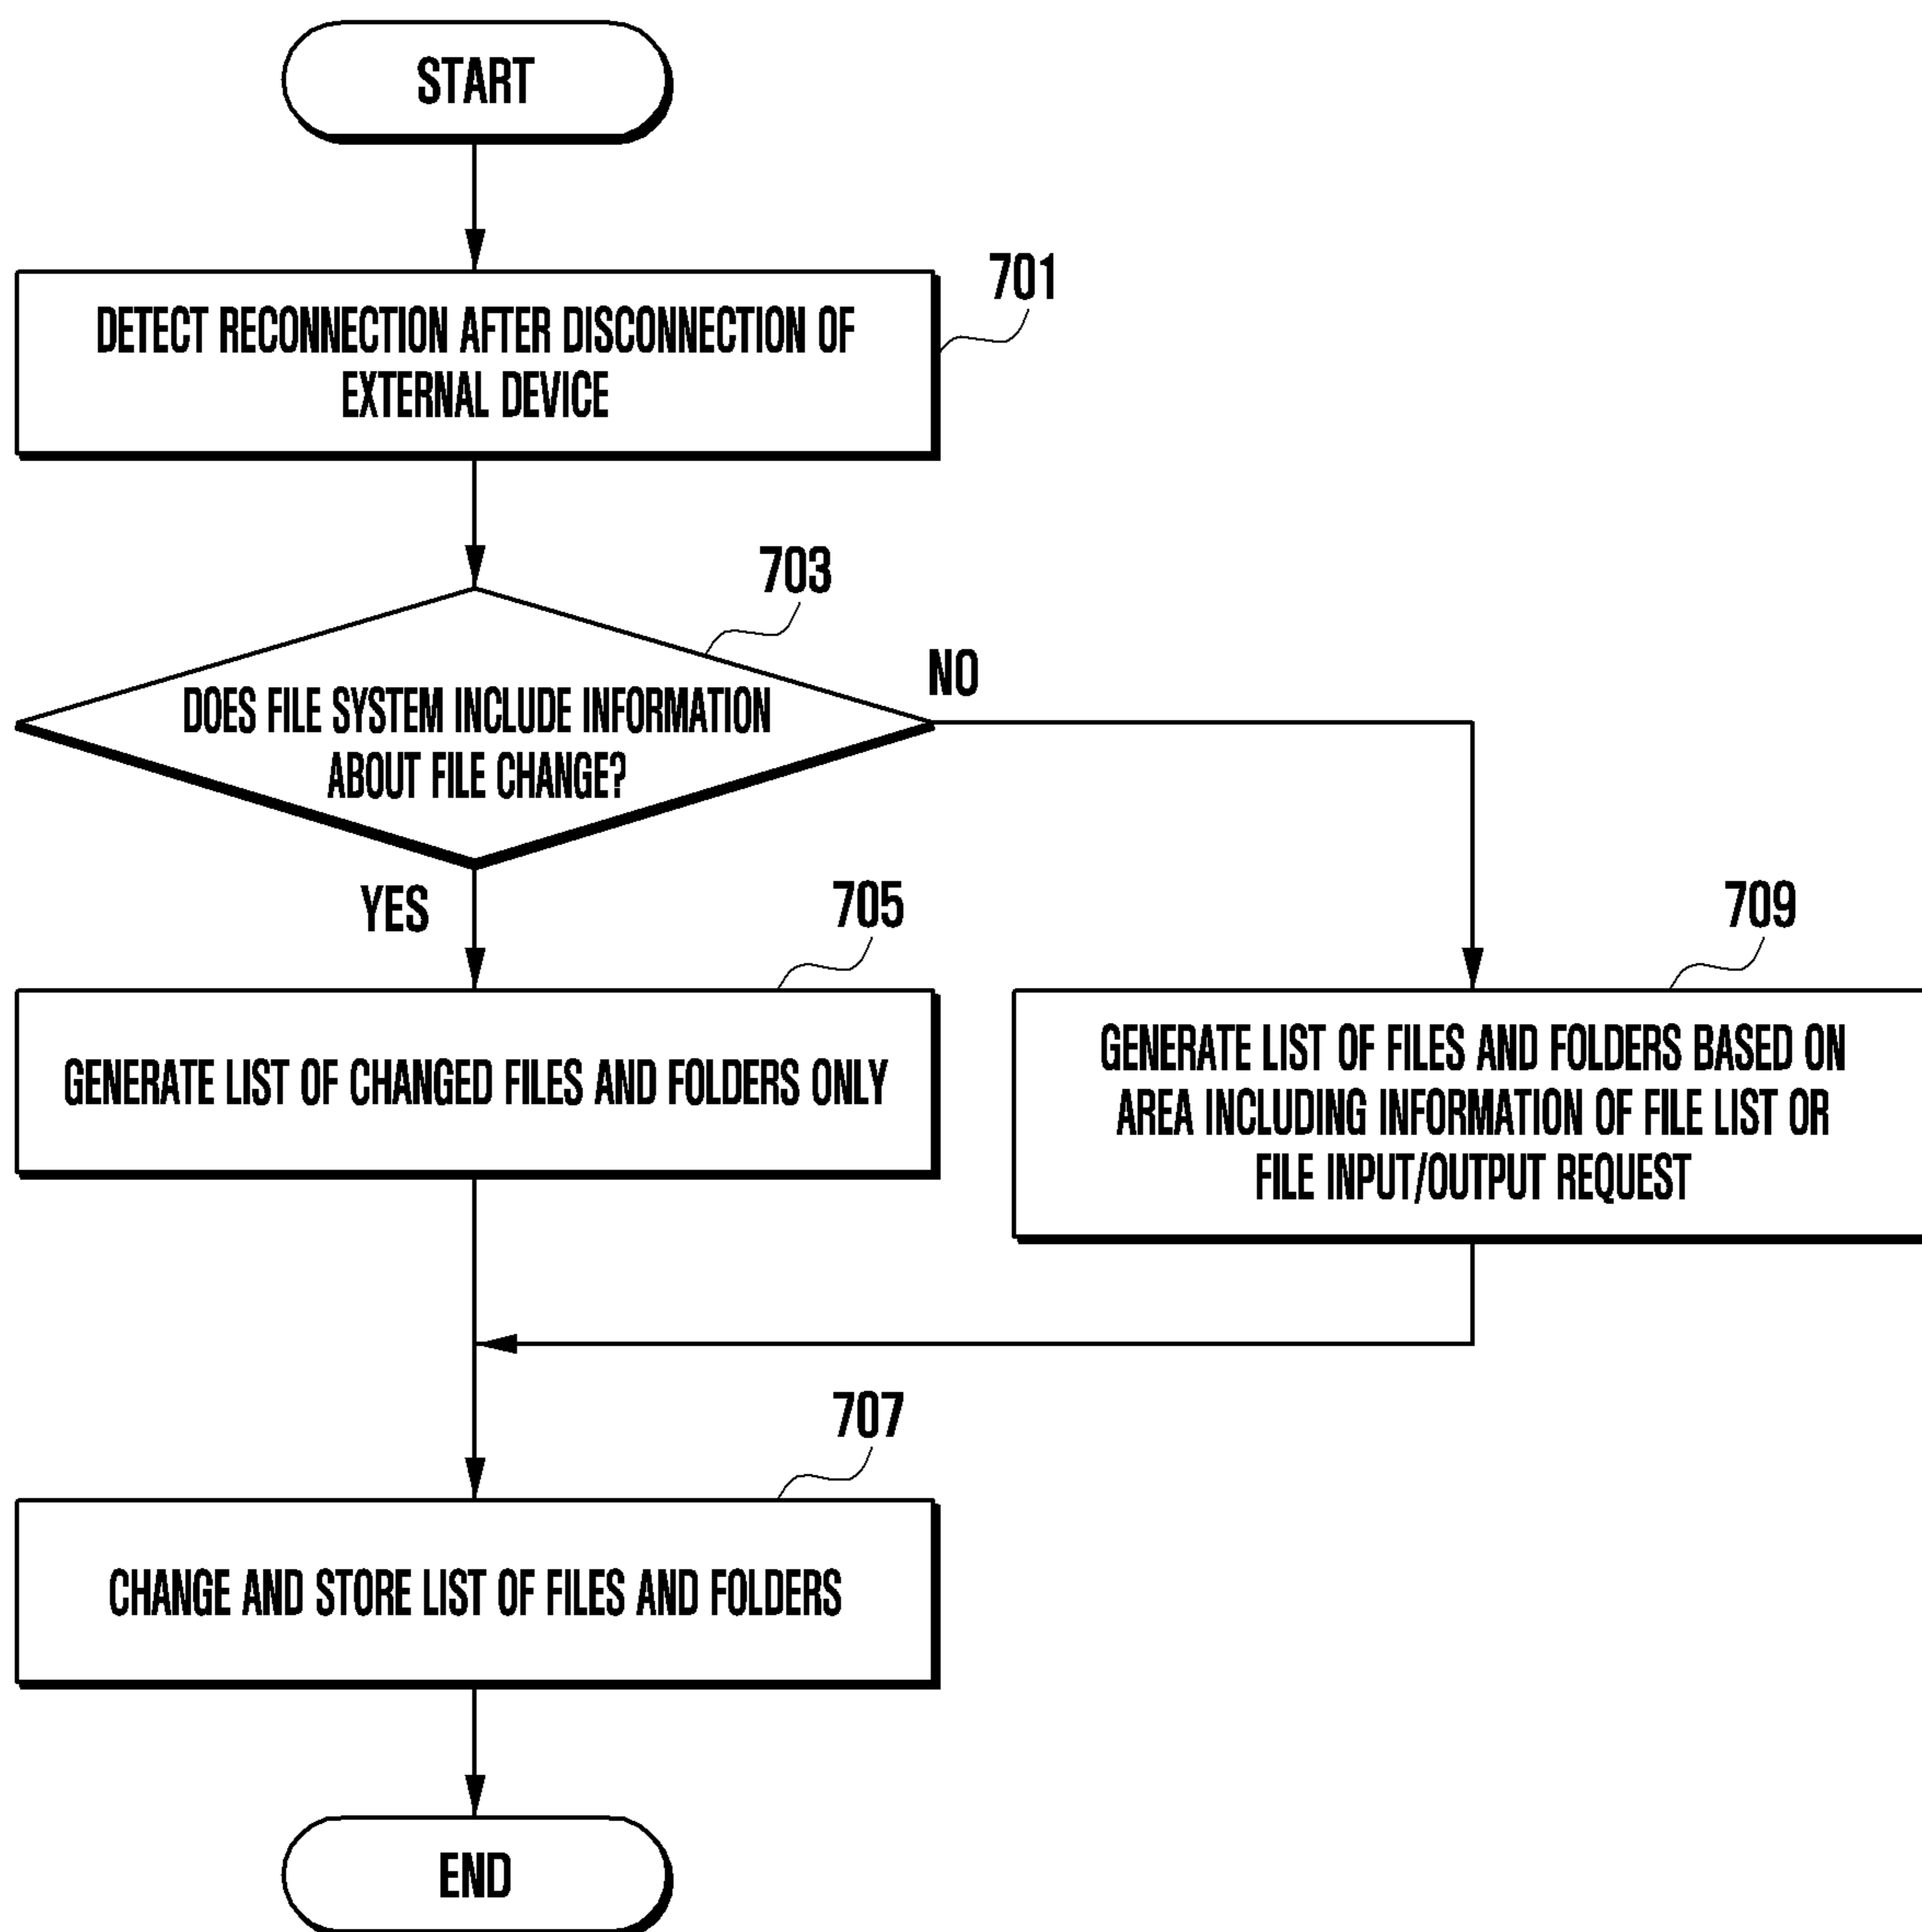 START
701
DETECT RECONNECTION AFTER DISCONNECTION OF
EXTERNAL DEVICE
703
DOES FILE SYSTEM INCLUDE INFORMATION
ABOUT FILE CHANGE?
NO
YES
705
GENERATE LIST OF CHANGED FILES AND FOLDERS ONLY
709
GENERATE LIST OF FILES AND FOLDERS BASED ON
AREA INCLUDING INFORMATION OF FILE LIST OR
FILE INPUT/OUTPUT REQUEST
707
CHANGE AND STORE LIST OF FILES AND FOLDERS
END